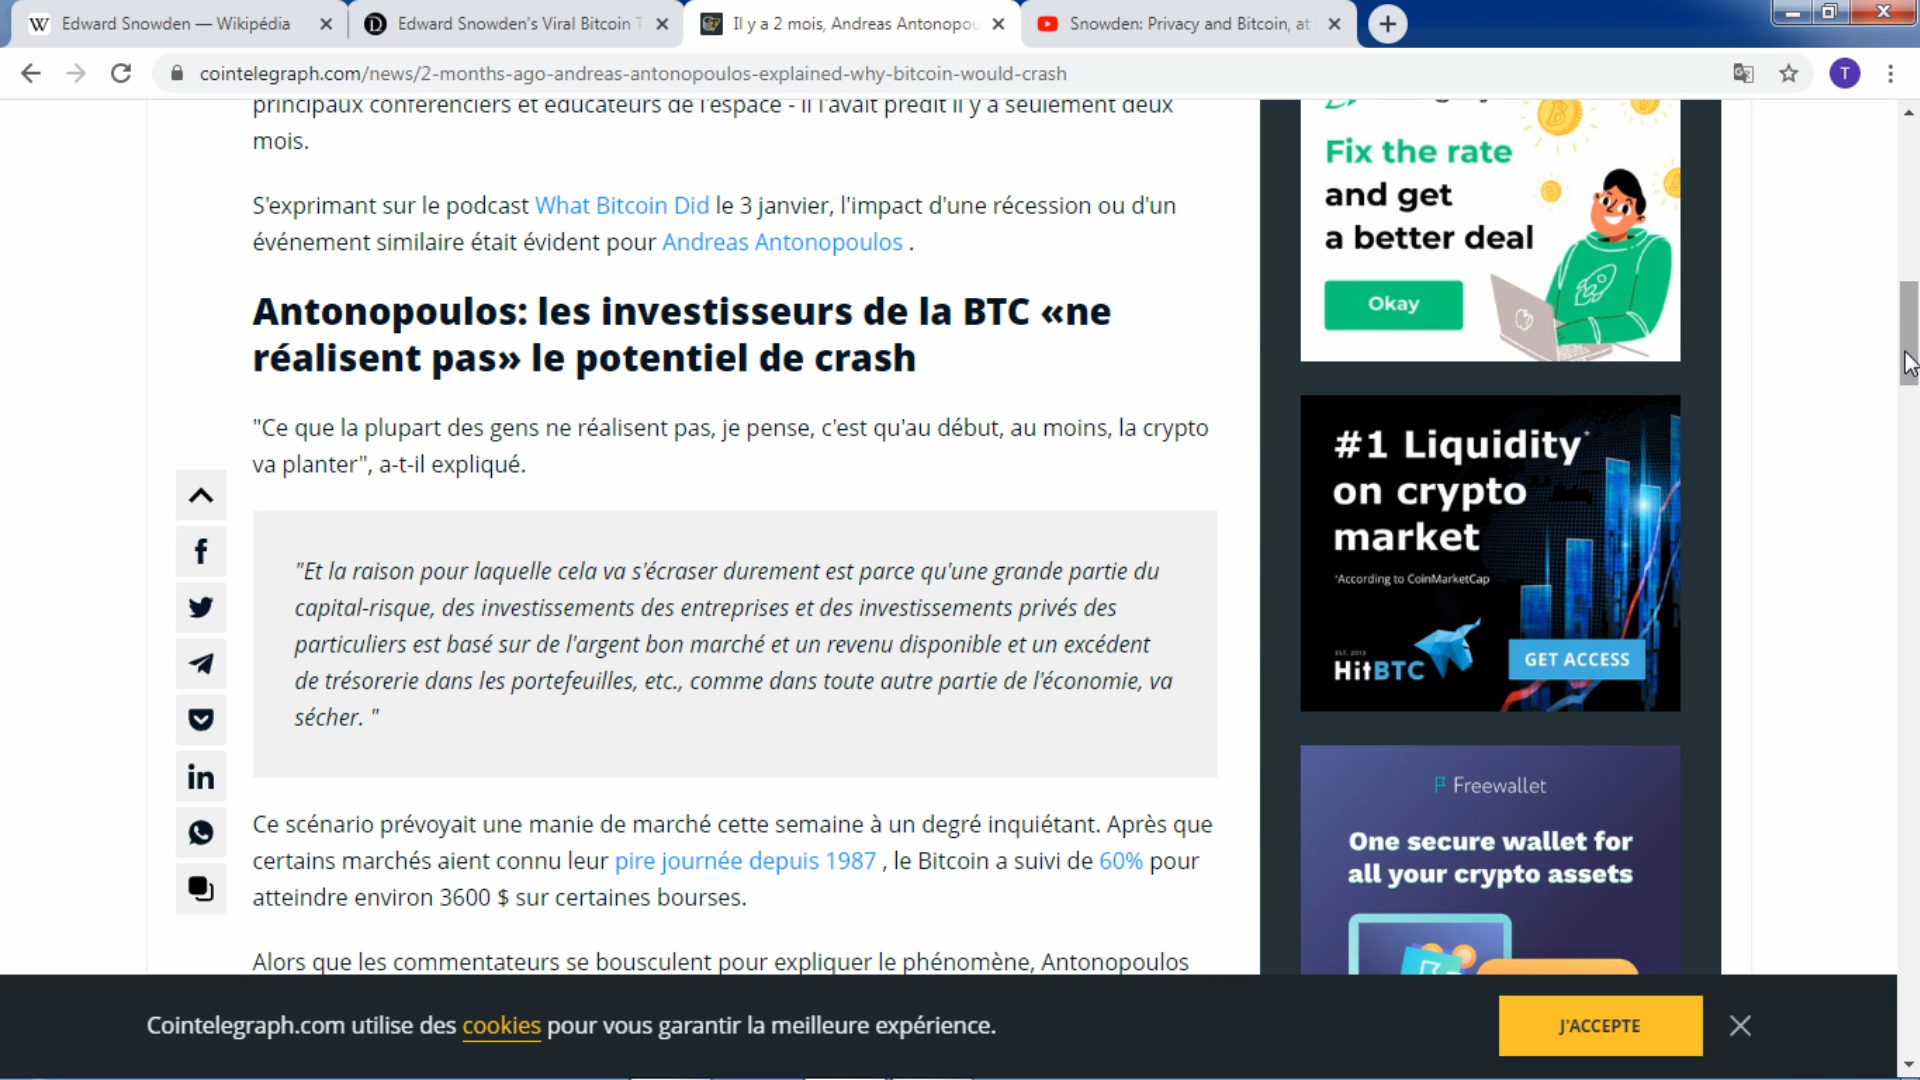 Edward Snowden — Wikipédia
Edward Snowden's Viral Bitcoin T
Il y a 2 mois, Andreas Antonopou
Snowden: Privacy and Bitcoin, at
cointelegraph.com/news/2-months-ago-andreas-antonopoulos-explained-why-bitcoin-would-crash
T
principaux conférenciers et éducateurs de l'espace - il l'avait prédit il y a seulement deux
mois.
S'exprimant sur le podcast What Bitcoin Did le 3 janvier, l'impact d'une récession ou d'un
événement similaire était évident pour Andreas Antonopoulos .
Antonopoulos: les investisseurs de la BTC «ne
réalisent pas» le potentiel de crash
"Ce que la plupart des gens ne réalisent pas, je pense, c'est qu'au début, au moins, la crypto
va planter", a-t-il expliqué.
"Et la raison pour laquelle cela va s'écraser durement est parce qu'une grande partie du
capital-risque, des investissements des entreprises et des investissements privés des
particuliers est basé sur de l'argent bon marché et un revenu disponible et un excédent
de trésorerie dans les portefeuilles, etc., comme dans toute autre partie de l'économie, va
sécher. "
Ce scénario prévoyait une manie de marché cette semaine à un degré inquiétant. Après que
certains marchés aient connu leur pire journée depuis 1987 , le Bitcoin a suivi de 60% pour
atteindre environ 3600 $ sur certaines bourses.
Alors que les commentateurs se bousculent pour expliquer le phénomène, Antonopoulos
Fix the rate
and get
a better deal
Okay
#1 Liquidity*
on crypto
market
*According to CoinMarketCap
EST. 2013
HitBTC
GET ACCESS
Freewallet
One secure wallet for
all your crypto assets
Cointelegraph.com utilise des cookies pour vous garantir la meilleure expérience.
J'ACCEPTE